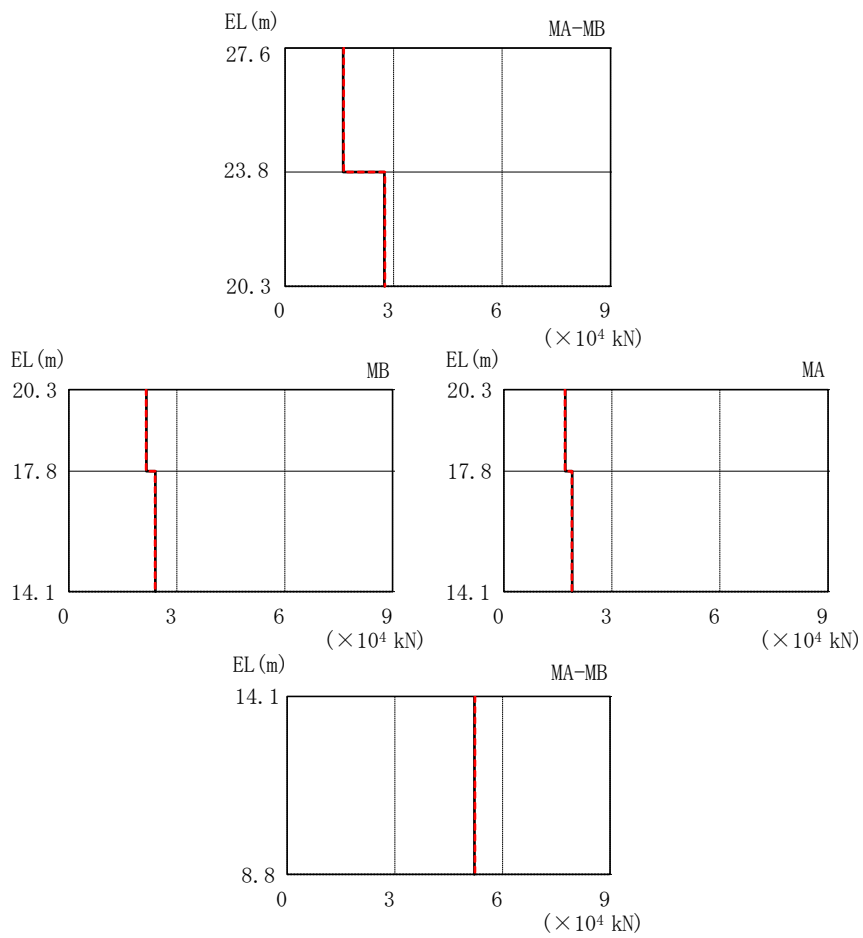 EL(m) MA-MB
27.6
23.8
20.3
0 3 6 9
(×10⁴ kN)
EL(m) MB
20.3
17.8
14.1
0 3 6 9
(×10⁴ kN)
EL(m) MA
20.3
17.8
14.1
0 3 6 9
(×10⁴ kN)
EL(m) MA-MB
14.1
8.8
0 3 6 9
(×10⁴ kN)